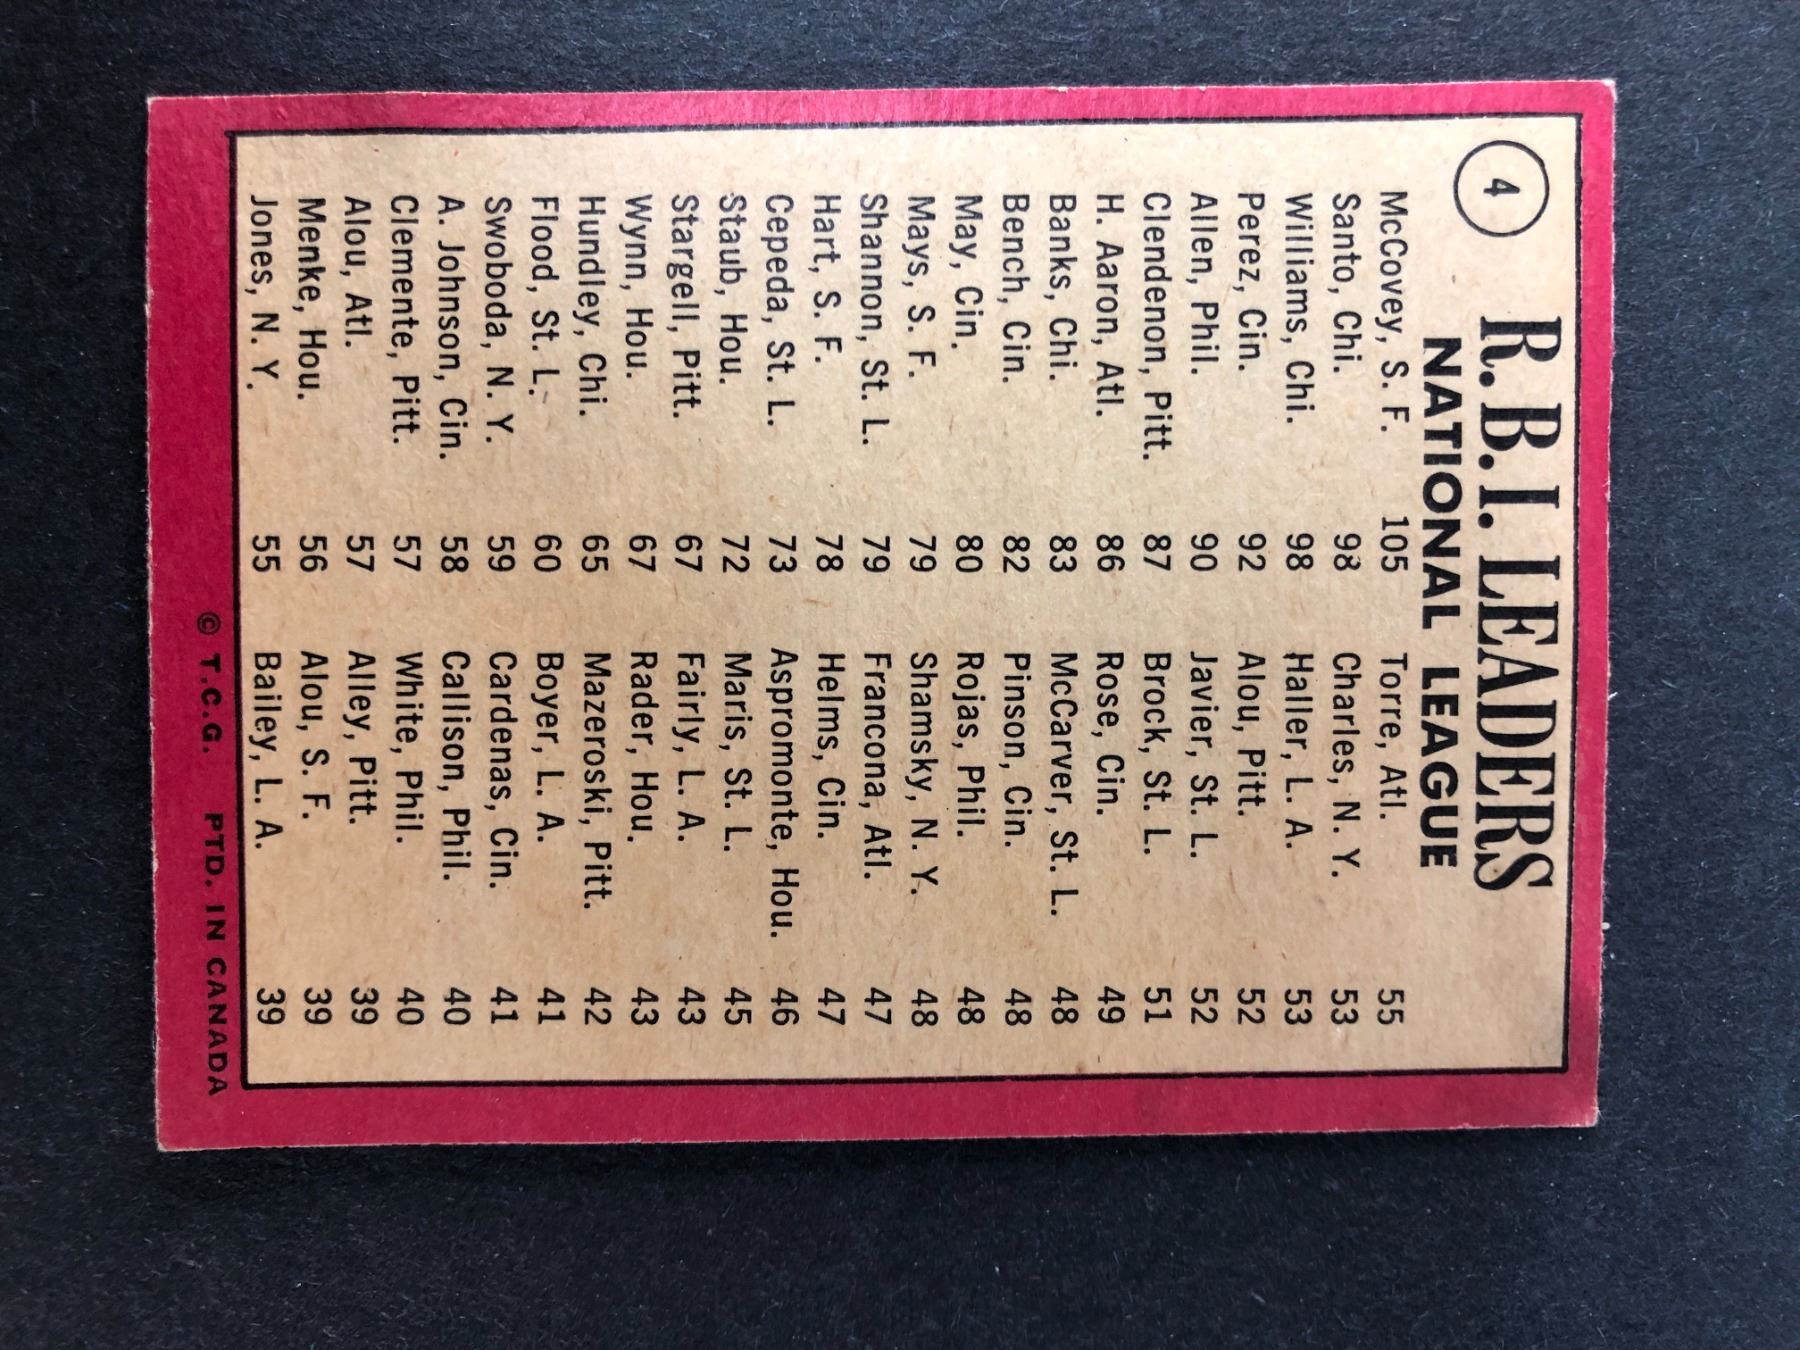 4
R. B. I. LEADERS
NATIONAL LEAGUE
McCovey, S. F. 105 Torre, Atl. 55
Santo, Chi. 98 Charles, N. Y. 53
Williams, Chi. 98 Haller, L. A. 53
Perez, Cin. 92 Alou, Pitt. 52
Allen, Phil. 90 Javier, St. L. 52
Clendenon, Pitt. 87 Brock, St. L. 51
H. Aaron, Atl. 86 Rose, Cin. 49
Banks, Chi. 83 McCarver, St. L. 48
Bench, Cin. 82 Pinson, Cin. 48
May, Cin. 80 Rojas, Phil. 48
Mays, S. F. 79 Shamsky, N. Y. 48
Shannon, St. L. 79 Francona, Atl. 47
Hart, S. F. 78 Helms, Cin. 47
Cepeda, St. L. 73 Aspromonte, Hou. 46
Staub, Hou. 72 Maris, St. L. 45
Stargell, Pitt. 67 Fairly, L. A. 43
Wynn, Hou. 67 Rader, Hou. 43
Hundley, Chi. 65 Mazeroski, Pitt. 42
Flood, St. L. 60 Boyer, L. A. 41
Swoboda, N. Y. 59 Cardenas, Cin. 41
A. Johnson, Cin. 58 Callison, Phil. 40
Clemente, Pitt. 57 White, Phil. 40
Alou, Atl. 57 Alley, Pitt. 39
Menke, Hou. 56 Alou, S. F. 39
Jones, N. Y. 55 Bailey, L. A. 39
© T.C.G. PTD. IN CANADA